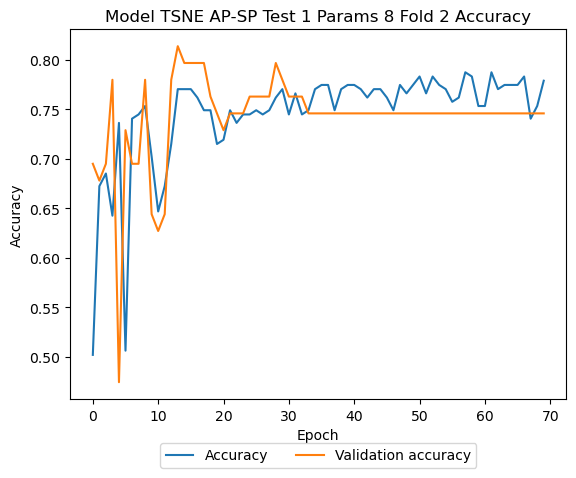 Model TSNE AP-SP Test 1 Params 8 Fold 2 Accuracy
0.80
0.75
0.70
0.65
0.60
0.55
0.50
Accuracy
0 10 20 30 40 50 60 70
Epoch
Accuracy Validation accuracy